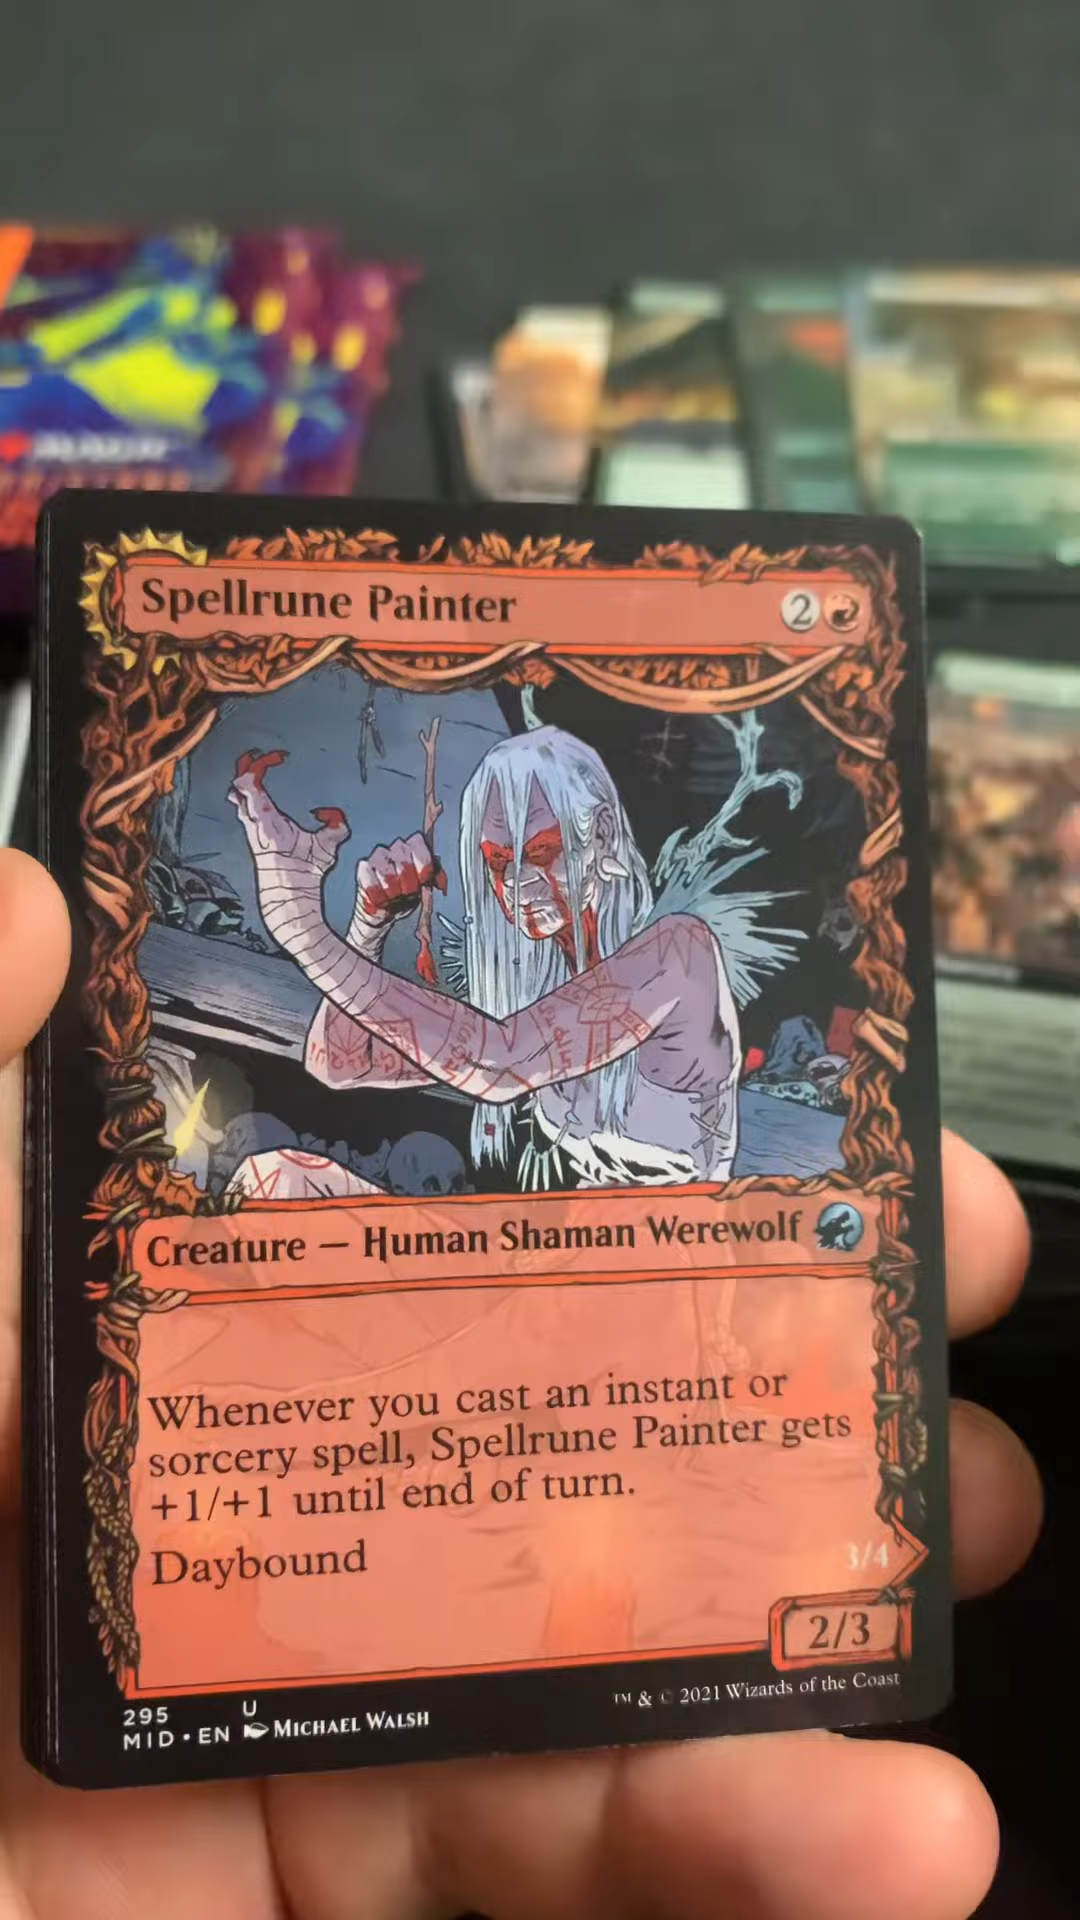 Spellrune Painter 2
Creature — Human Shaman Werewolf
Whenever you cast an instant or
sorcery spell, Spellrune Painter gets
+1/+1 until end of turn.
Daybound
3/4
2/3
295 U
MID • EN MICHAEL WALSH
™ & © 2021 Wizards of the Coast